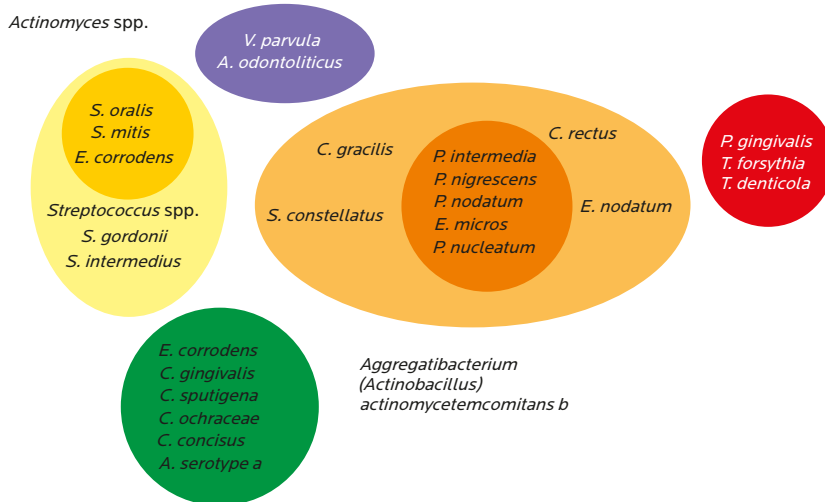 Actinomyces spp.
V. parvula
A. odontoliticus
S. oralis
S. mitis
E. corrodens
Streptococcus spp.
S. gordonii
S. intermedius
C. gracilis
C. rectus
S. constellatus
E. nodatum
P. intermedia
P. nigrescens
P. nodatum
E. micros
P. nucleatum
P. gingivalis
T. forsythia
T. denticola
E. corrodens
C. gingivalis
C. sputigena
C. ochraceae
C. concisus
A. serotype a
Aggregatibacterium
(Actinobacillus)
actinomycetemcomitans b